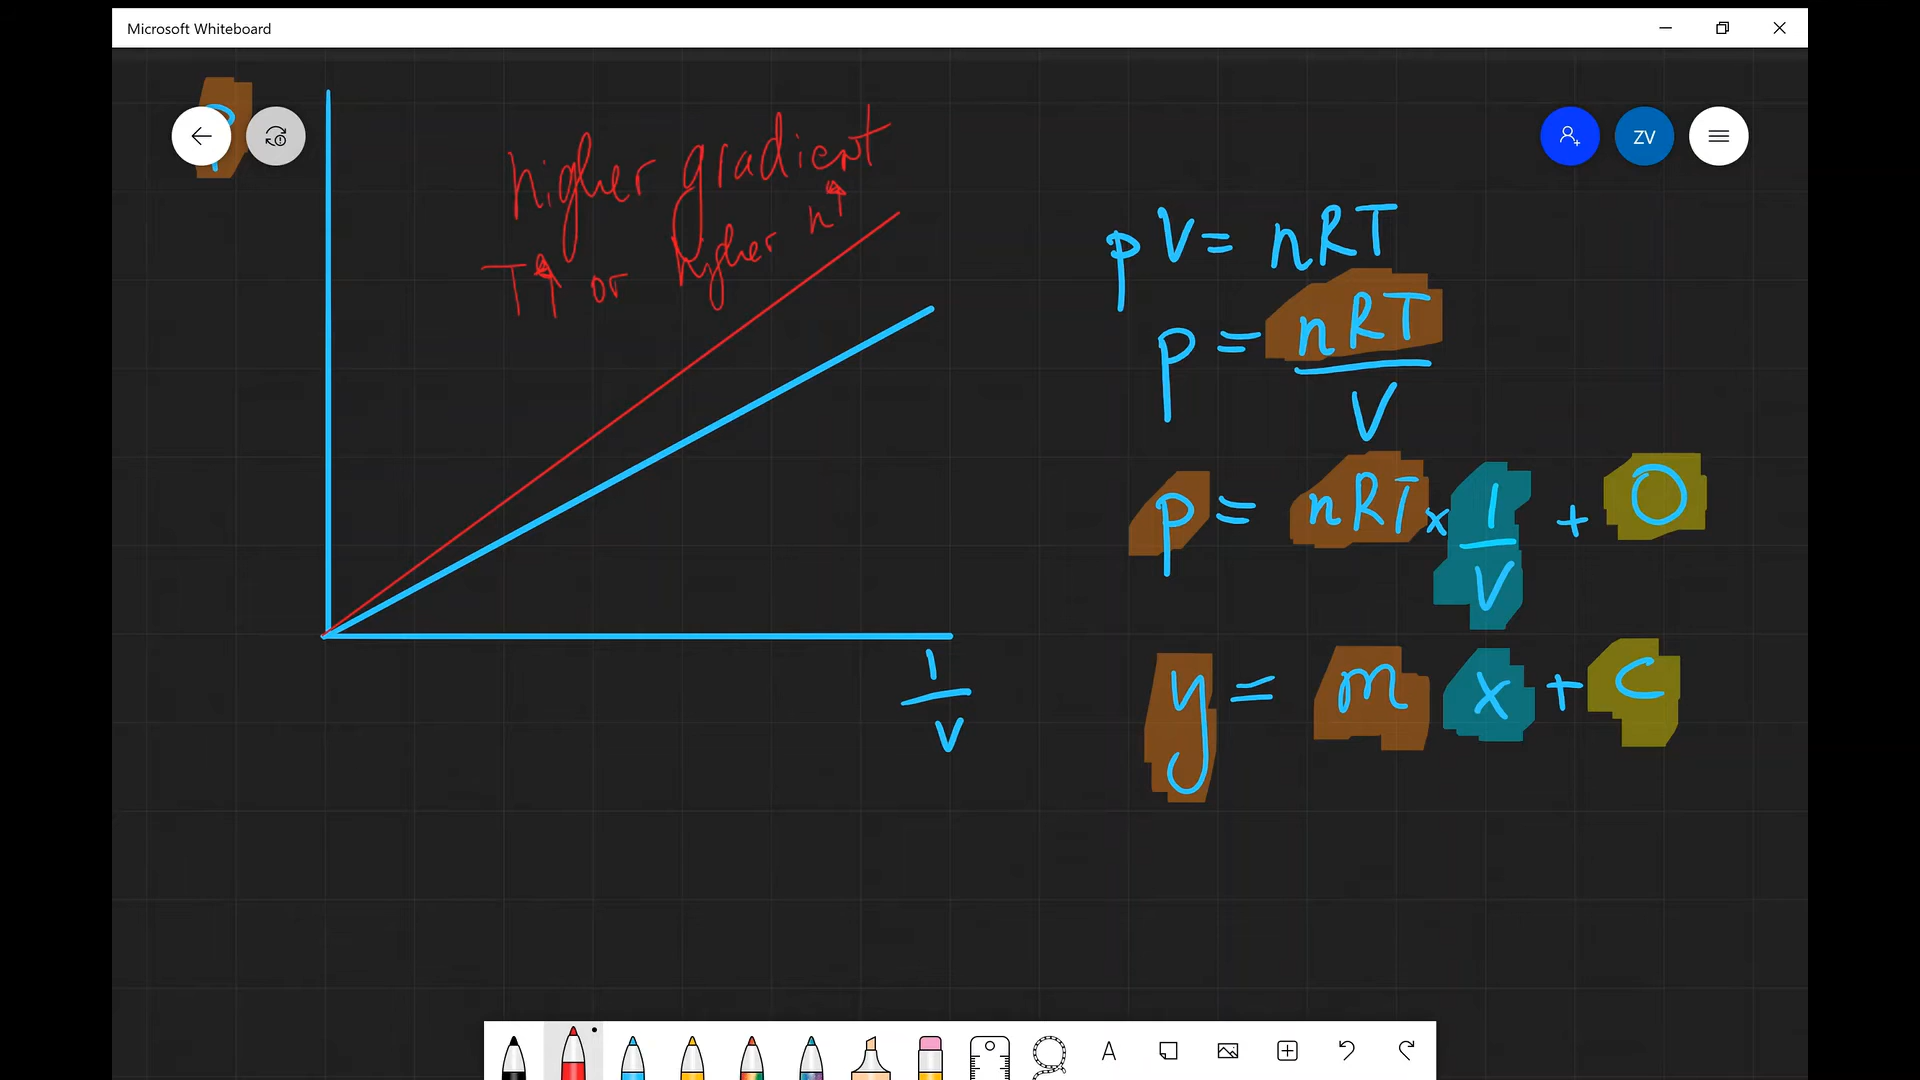 Microsoft Whiteboard
P
ZV
higher gradient
T↑ or higher n↑
pV = nRT
p = nRT
V
p = nRT × 1 + 0
V
y = m x + c
1
V
A